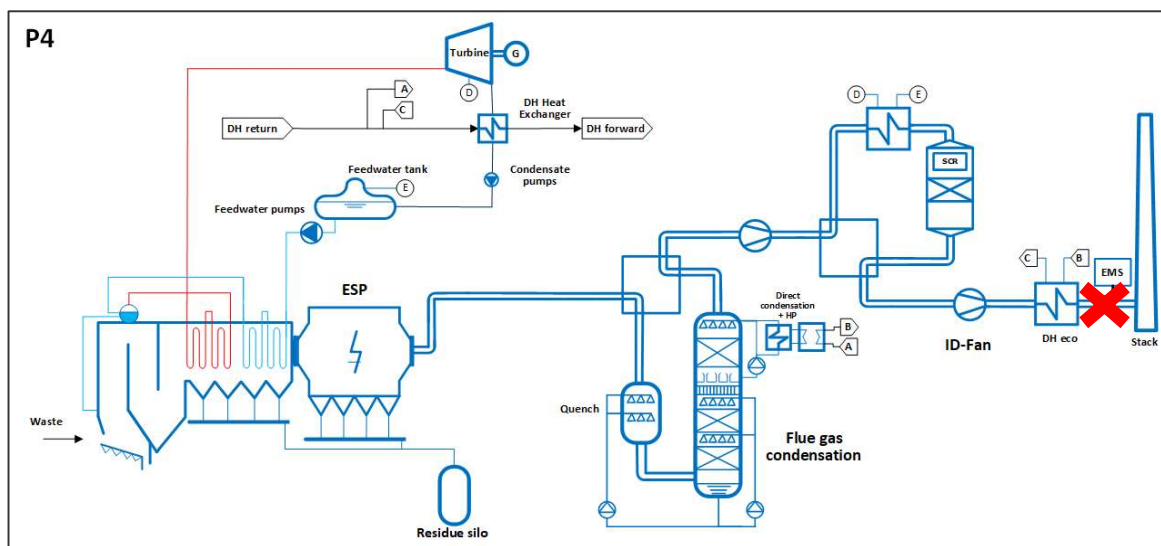 P4
Turbine
G
A
D
C
DH Heat
Exchanger
DH return
DH forward
Feedwater tank
Condensate
pumps
E
Feedwater pumps
ESP
Waste
Residue silo
Quench
Flue gas
condensation
Direct
condensation
+ HP
B
A
D
E
SCR
ID-Fan
C
B
EMS
DH eco
Stack